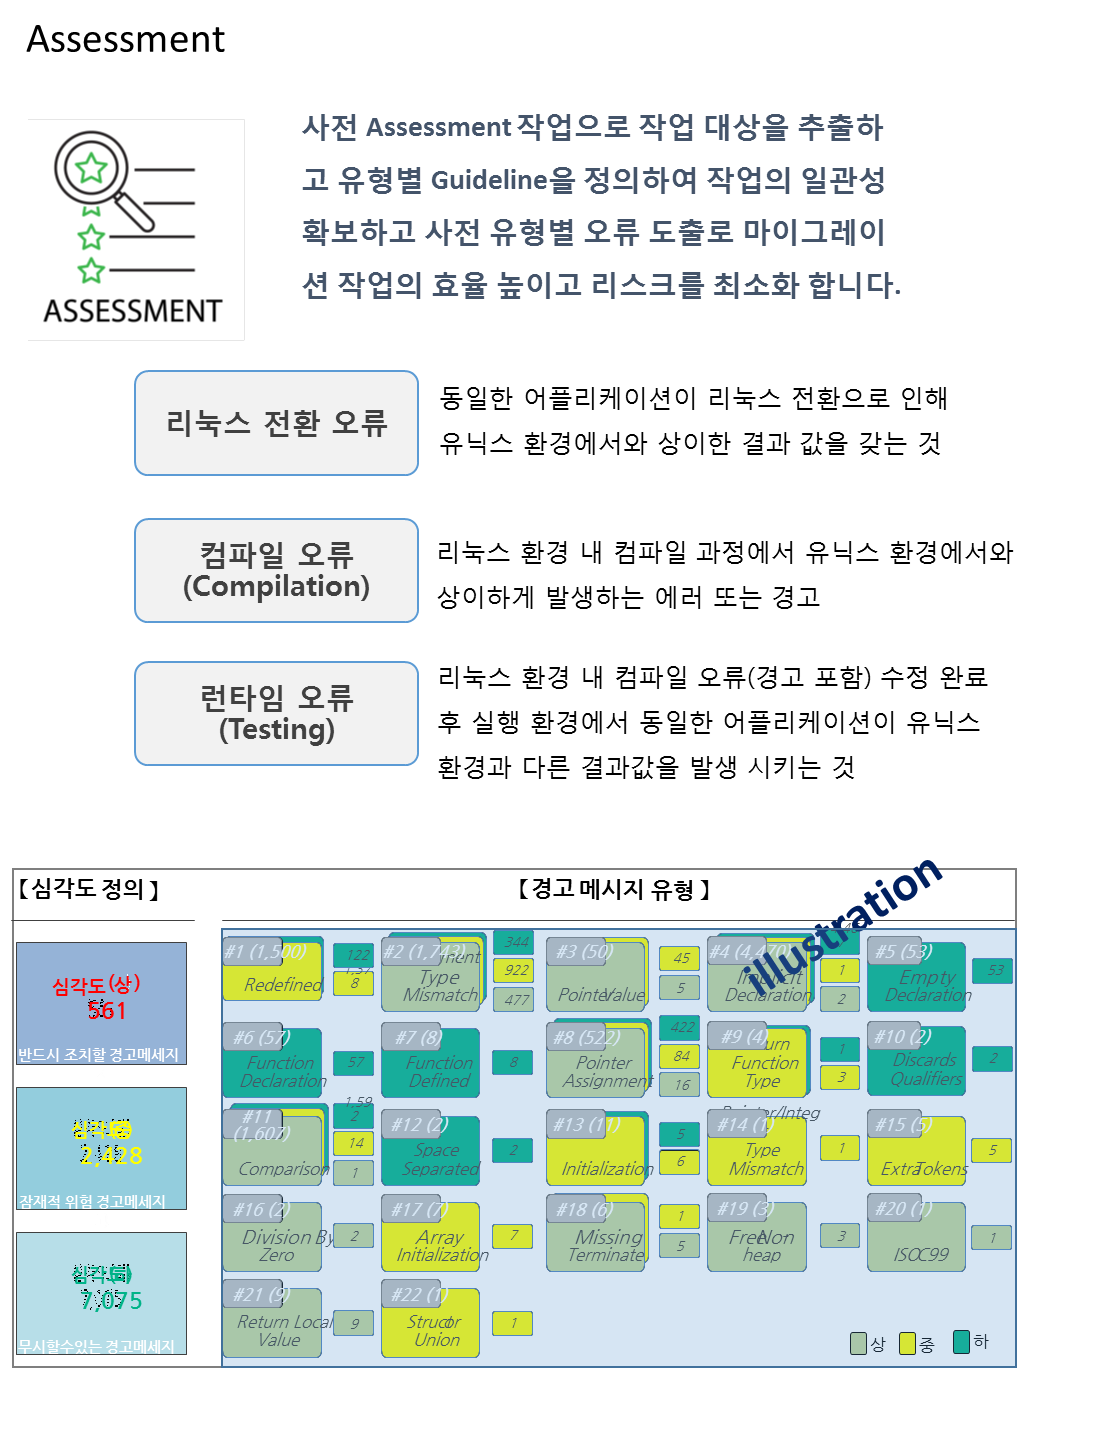 Assessment
사전 Assessment 작업으로 작업 대상을 추출하
고 유형별 Guideline을 정의하여 작업의 일관성
확보하고 사전 유형별 오류 도출로 마이그레이
션 작업의 효율 높이고 리스크를 최소화 합니다.
ASSESSMENT
리눅스 전환 오류
동일한 어플리케이션이 리눅스 전환으로 인해
유닉스 환경에서와 상이한 결과 값을 갖는 것
컴파일 오류
(Compilation)
리눅스 환경 내 컴파일 과정에서 유닉스 환경에서와
상이하게 발생하는 에러 또는 경고
런타임 오류
(Testing)
리눅스 환경 내 컴파일 오류(경고 포함) 수정 완료
후 실행 환경에서 동일한 어플리케이션이 유닉스
환경과 다른 결과값을 발생 시키는 것
【심각도 정의】
【경고 메시지 유형】
illustration
심각도(상)
561
반드시 조치할 경고메세지
2,428
잠재적 위험 경고메세지
7,075
무시할수있는 경고메세지
#1 (1,500)
Redefined
122
8
#2 (1,743)
Type
Mismatch
344
922
477
#3 (50)
Pointer Value
45
5
#4 (4,470)
Implicit
Declaration
1
2
#5 (53)
Empty
Declaration
53
#6 (57)
Function
Declaration
57
#7 (8)
Function
Defined
8
#8 (522)
Pointer
Assignment
422
84
16
#9 (4)
Function
Type
1
3
#10 (2)
Discards
Qualifiers
2
#11
(1,607)
Comparison
1,59
2
14
1
#12 (2)
Space
Separated
2
#13 (11)
Initialization
5
6
Pointer/Integ
#14 (1)
Type
Mismatch
1
#15 (5)
Extra Tokens
5
#16 (2)
Division By
Zero
2
#17 (7)
Array
Initialization
7
#18 (6)
Missing
Terminate
1
5
#19 (3)
heap
3
#20 (1)
ISOC99
1
#21 (9)
Return Local
Value
9
#22 (1)
Struct or
Union
1
상
중
하